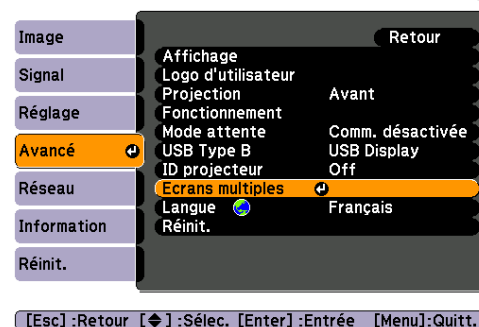 Image
Signal
Réglage
Avancé
Réseau
Information
Réinit.
Retour
Affichage
Logo d'utilisateur
Projection Avant
Fonctionnement
Mode attente Comm. désactivée
USB Type B USB Display
ID projecteur Off
Ecrans multiples
Langue Français
Réinit.
[Esc] :Retour [◆] :Sélec. [Enter] :Entrée [Menu]:Quitt.